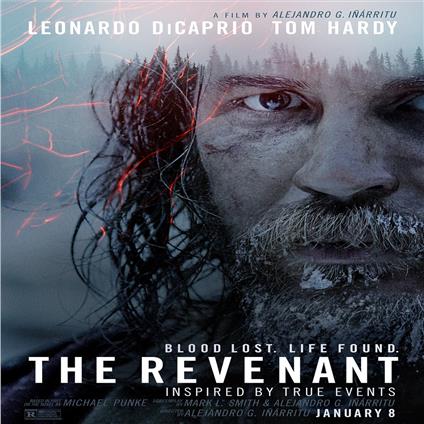 A FILM BY ALEJANDRO G. IÑÁRRITU
LEONARDO DiCAPRIO TOM HARDY
BLOOD LOST. LIFE FOUND.
THE REVENANT
INSPIRED BY TRUE EVENTS
R
MICHAEL PUNKE
MARK L. SMITH & ALEJANDRO G. IÑÁRRITU
ALEJANDRO G. IÑÁRRITU
JANUARY 8